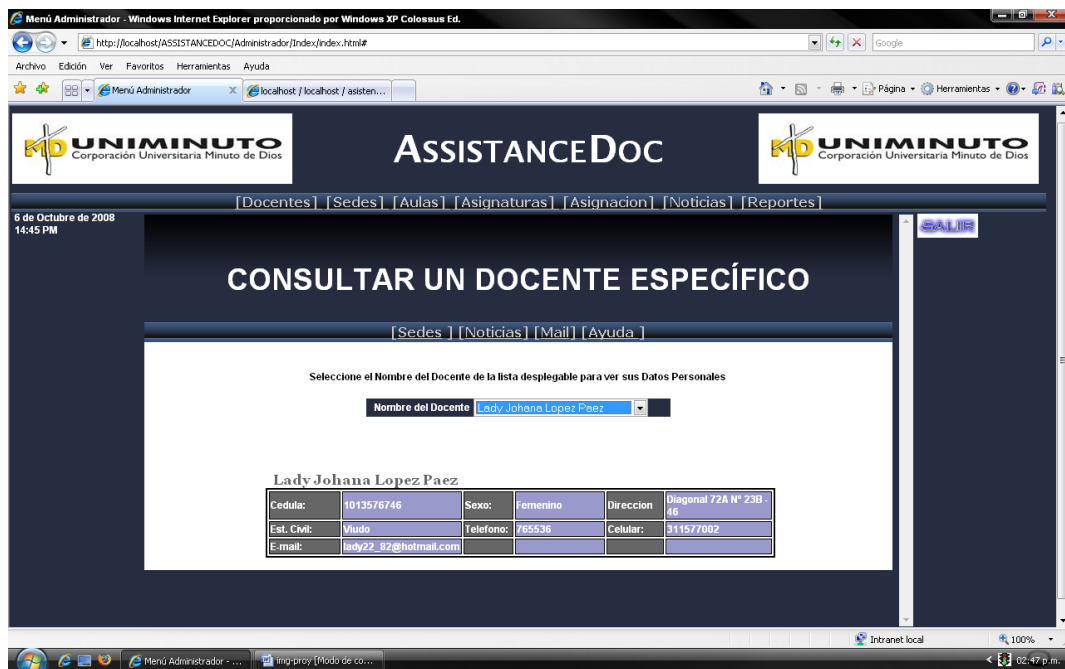 Menú Administrador - Windows Internet Explorer proporcionado por Windows XP Colossus Ed.
http://localhost/ASSISTANCEDOC/Administrador/Index/index.html#
Google
Archivo Edición Ver Favoritos Herramientas Ayuda
Menú Administrador
localhost / localhost / asisten...
Página
Herramientas
UNIMINUTO
Corporación Universitaria Minuto de Dios
ASSISTANCEDOC
UNIMINUTO
Corporación Universitaria Minuto de Dios
[Docentes] [Sedes] [Aulas] [Asignaturas] [Asignacion] [Noticias] [Reportes]
6 de Octubre de 2008
14:45 PM
SALIR
CONSULTAR UN DOCENTE ESPECÍFICO
[Sedes ] [Noticias] [Mail] [Ayuda ]
Seleccione el Nombre del Docente de la lista desplegable para ver sus Datos Personales
Nombre del Docente Lady Johana Lopez Paez
Lady Johana Lopez Paez
Cedula: 1013576746 Sexo: Femenino Direccion Diagonal 72A Nº 23B - 46
Est. Civil: Viudo Telefono: 765536 Celular: 311577002
E-mail: lady22_82@hotmail.com
Intranet local
100%
Menú Administrador - ...
img-proy [Modo de co...
02:47 p.m.